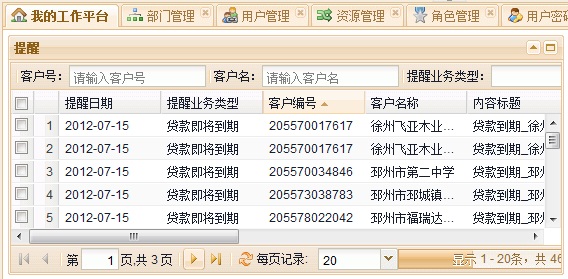 我的工作平台 部门管理 用户管理 资源管理 角色管理 用户密
提醒
客户号: 请输入客户号 客户名: 请输入客户名 提醒业务类型:
提醒日期 提醒业务类型 客户编号 客户名称 内容标题
1 2012-07-15 贷款即将到期 205570017617 徐州飞亚木业... 贷款到期_徐州
2 2012-07-15 贷款即将到期 205570017617 徐州飞亚木业... 贷款到期_徐
3 2012-07-15 贷款即将到期 205570034846 邳州市第二中学 贷款到期_邳
4 2012-07-15 贷款即将到期 205573038783 邳州市邳城镇... 贷款到期_邳
5 2012-07-15 贷款即将到期 205578022042 邳州市福瑞达... 贷款到期_邳
第 1 页,共 3 页 每页记录: 20 显示 1 - 20条，共 46